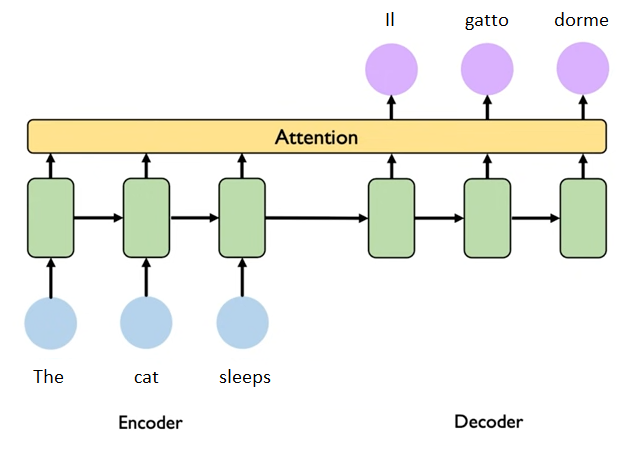 Il gatto dorme
Attention
The cat sleeps
Encoder Decoder